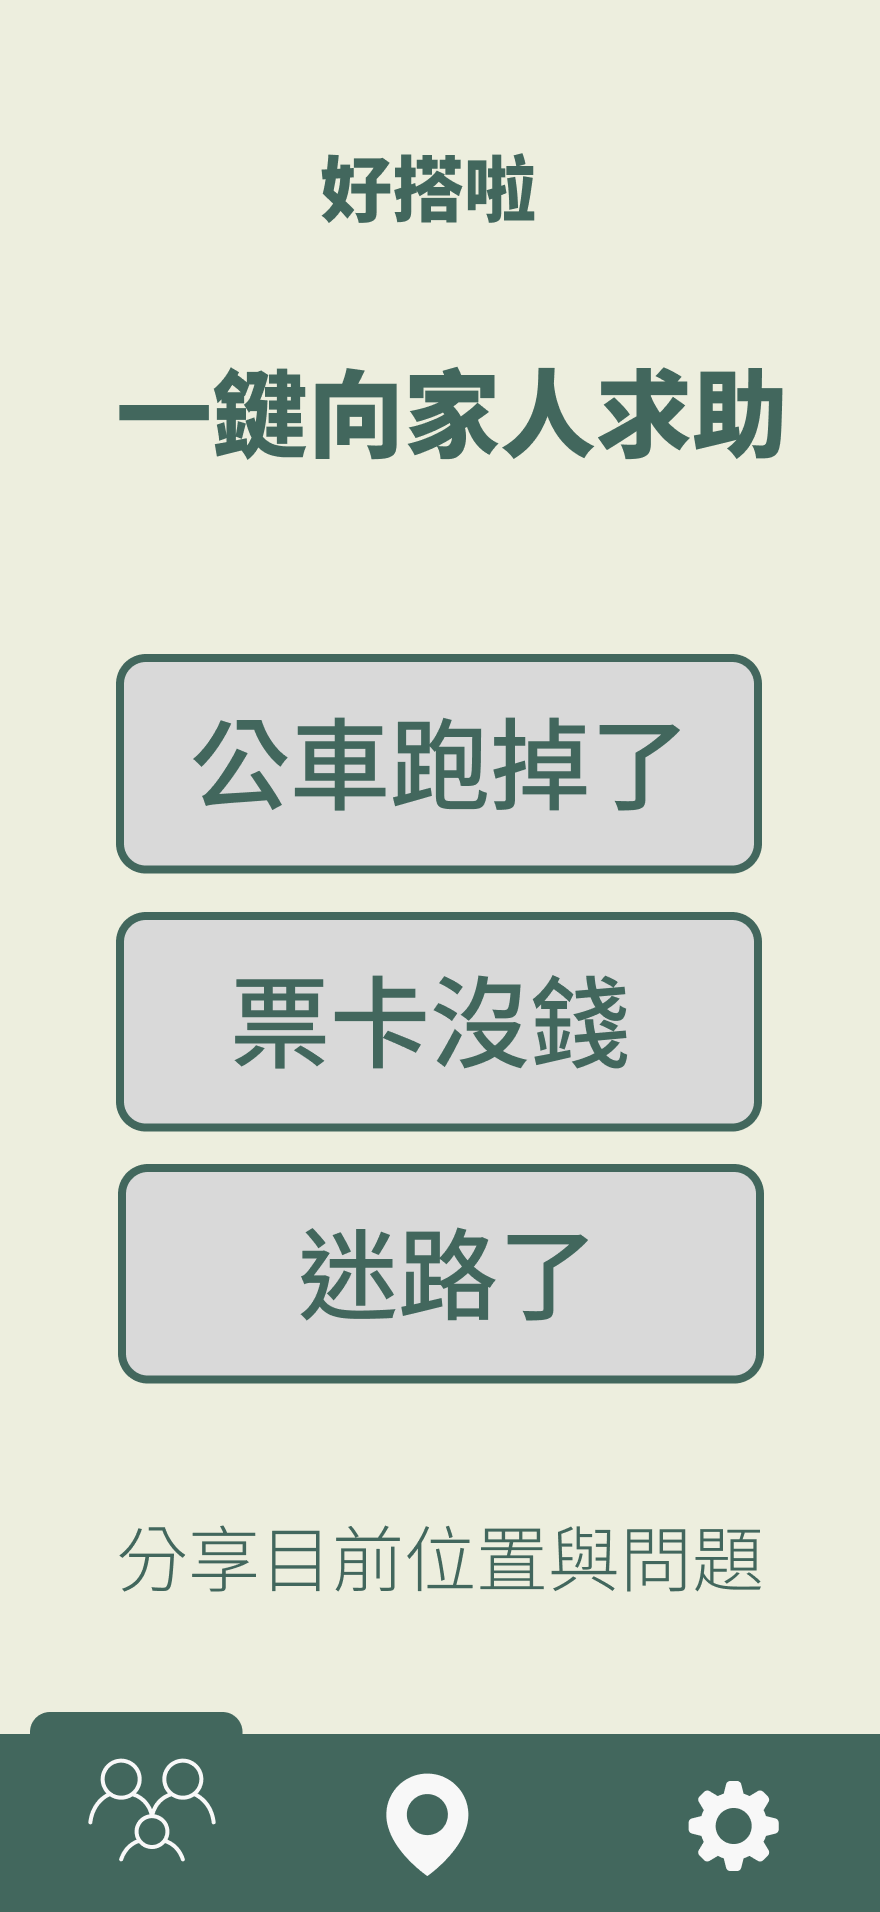 好搭啦
一鍵向家人求助
公車跑掉了
票卡沒錢
迷路了
分享目前位置與問題